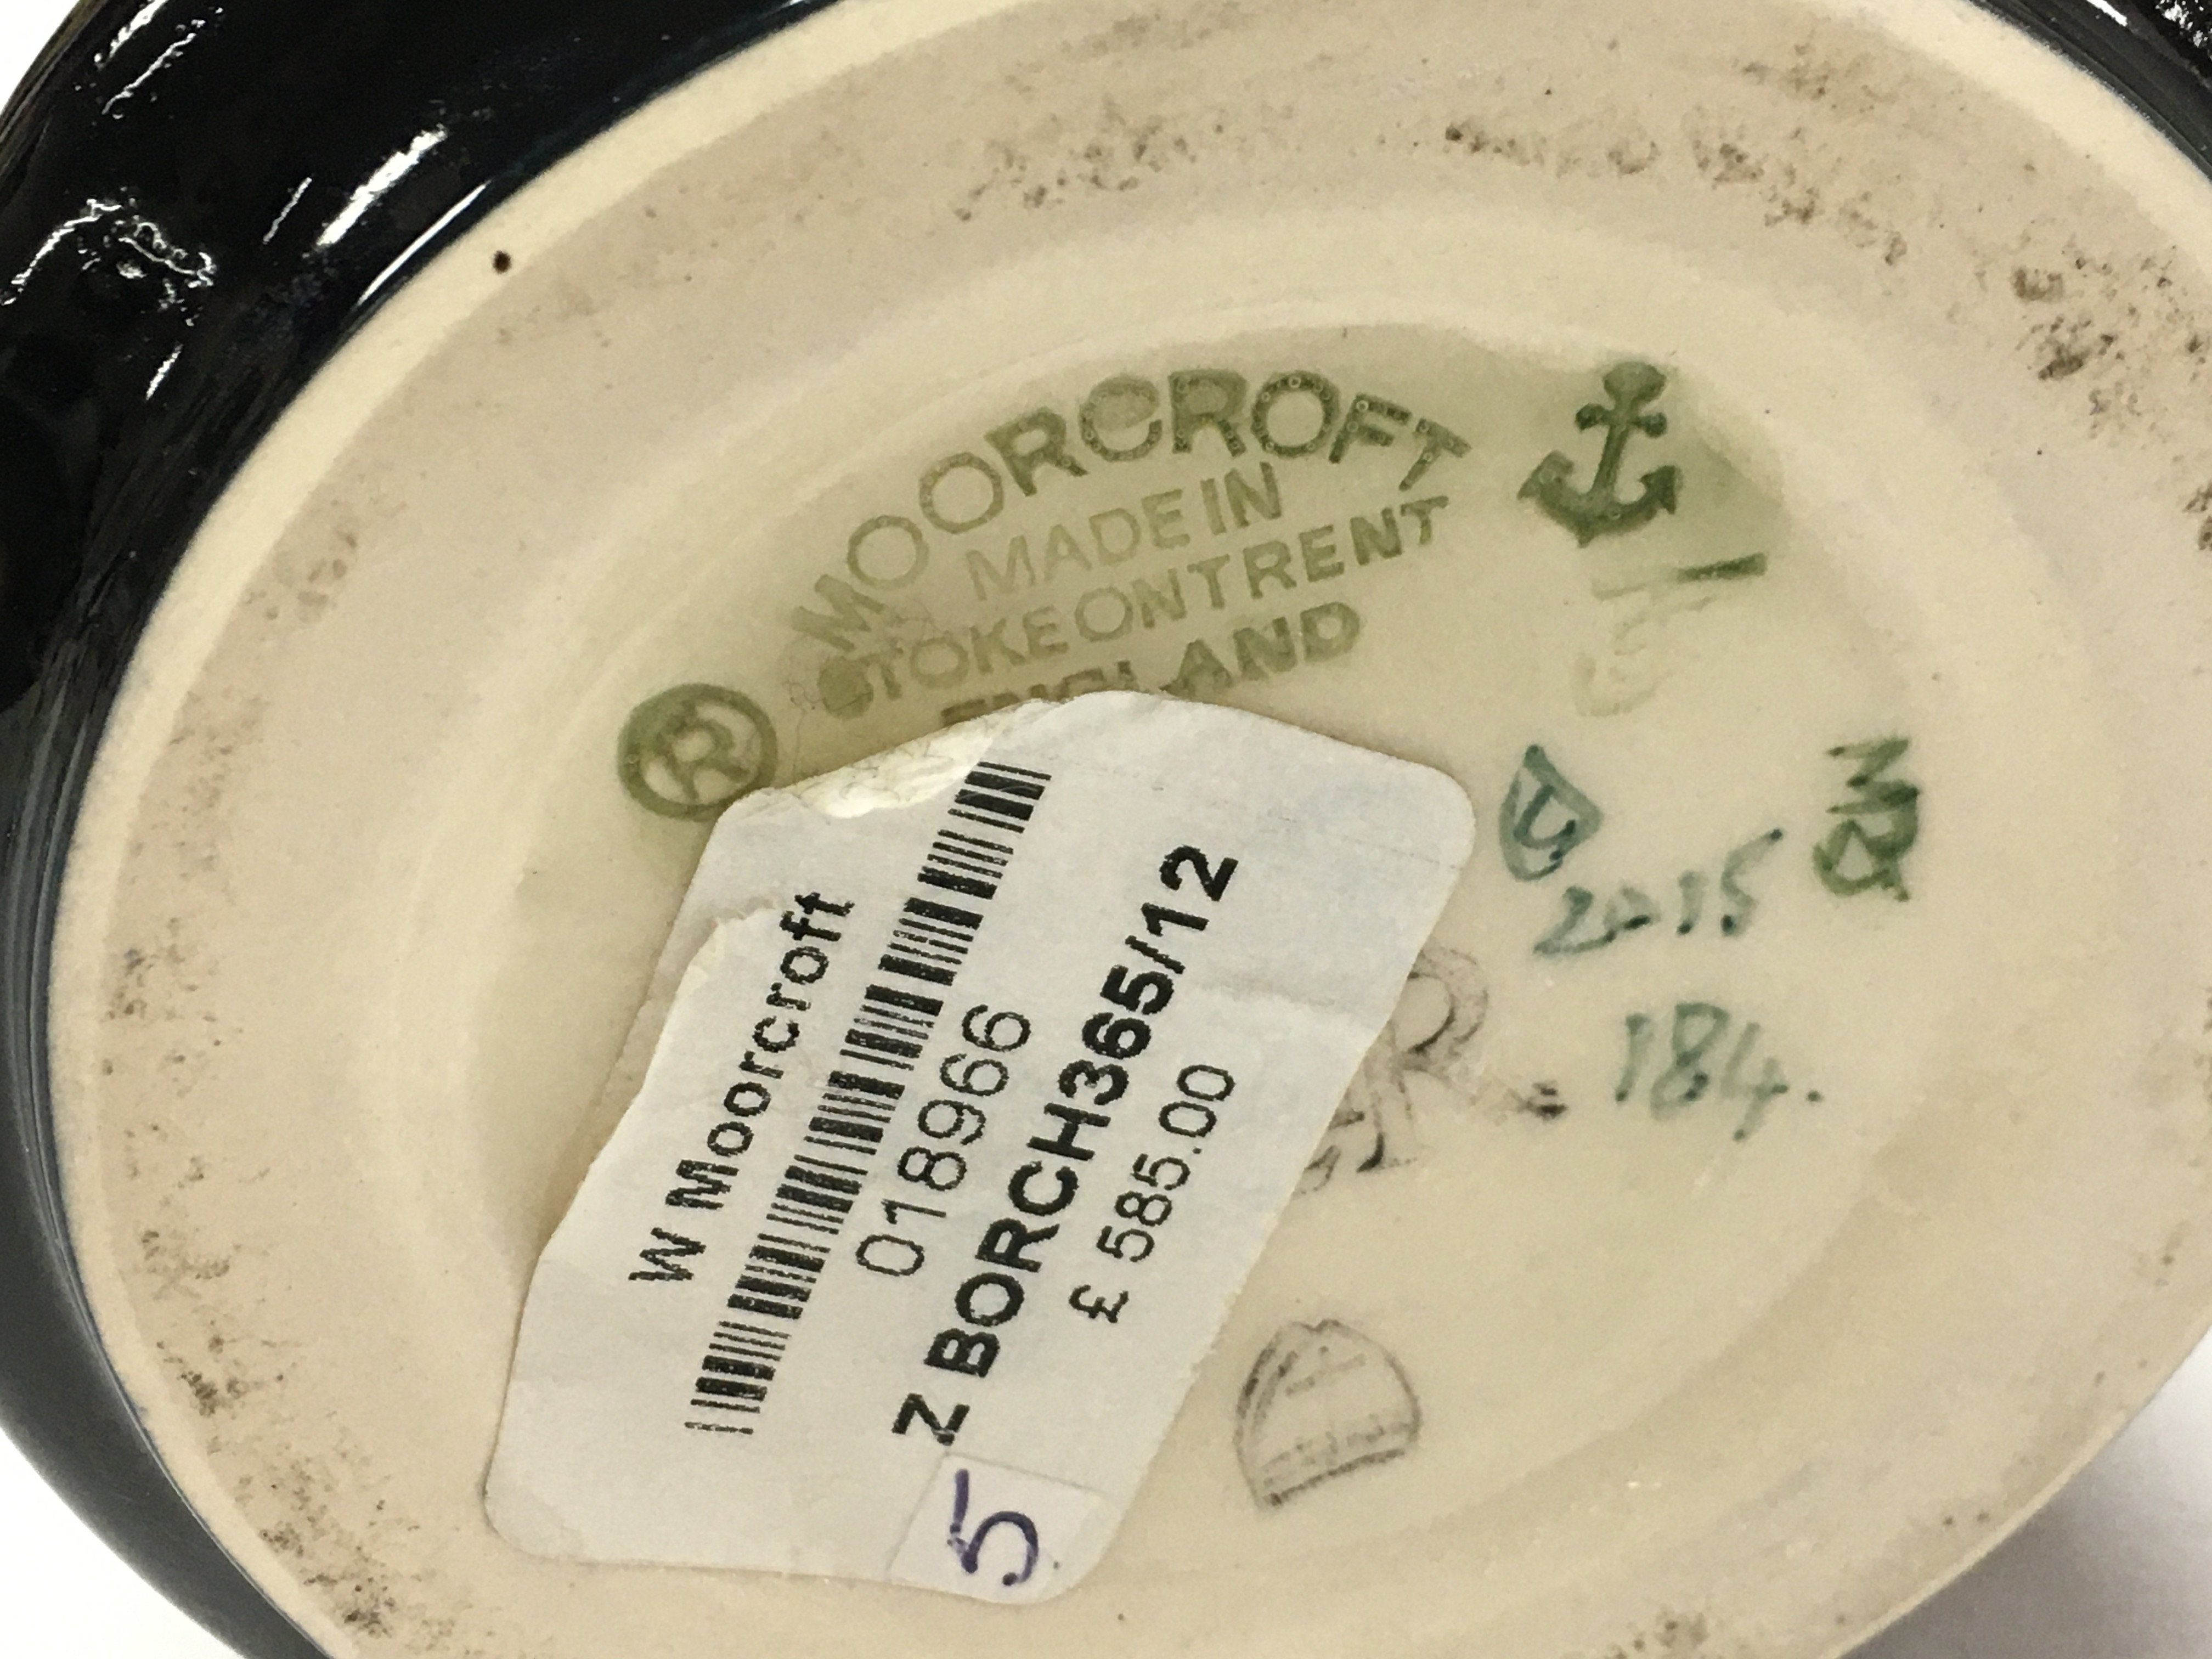 MOORCROFT
MADE IN
STOKE ON TRENT
ENGLAND
®
2015
184.
W Moorcroft
018966
Z BORCH365/12
£ 585.00
5